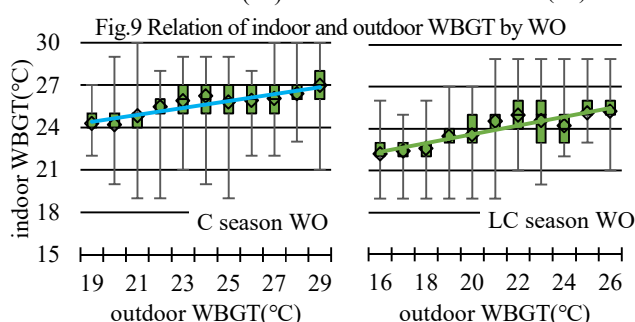 Fig.9 Relation of indoor and outdoor WBGT by WO
indoor WBGT(℃)
30
27
24
21
18
15
C season WO
19 21 23 25 27 29
outdoor WBGT(℃)
LC season WO
16 18 20 22 24 26
outdoor WBGT(℃)